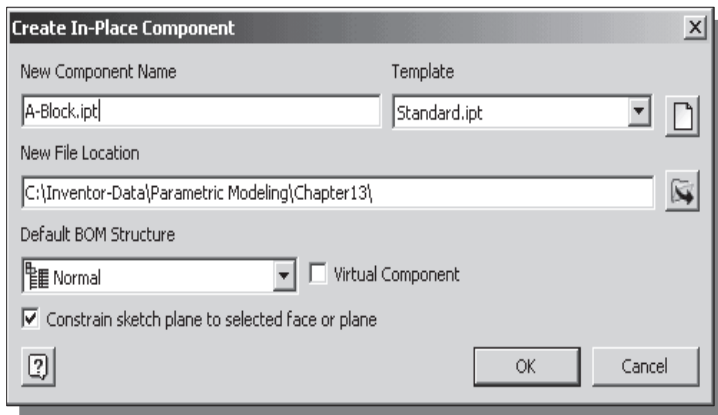 Create In-Place Component
New Component Name
Template
A-Block.ipt
Standard.ipt
New File Location
C:\Inventor-Data\Parametric Modeling\Chapter13\
Default BOM Structure
Normal
Virtual Component
Constrain sketch plane to selected face or plane
?
OK
Cancel